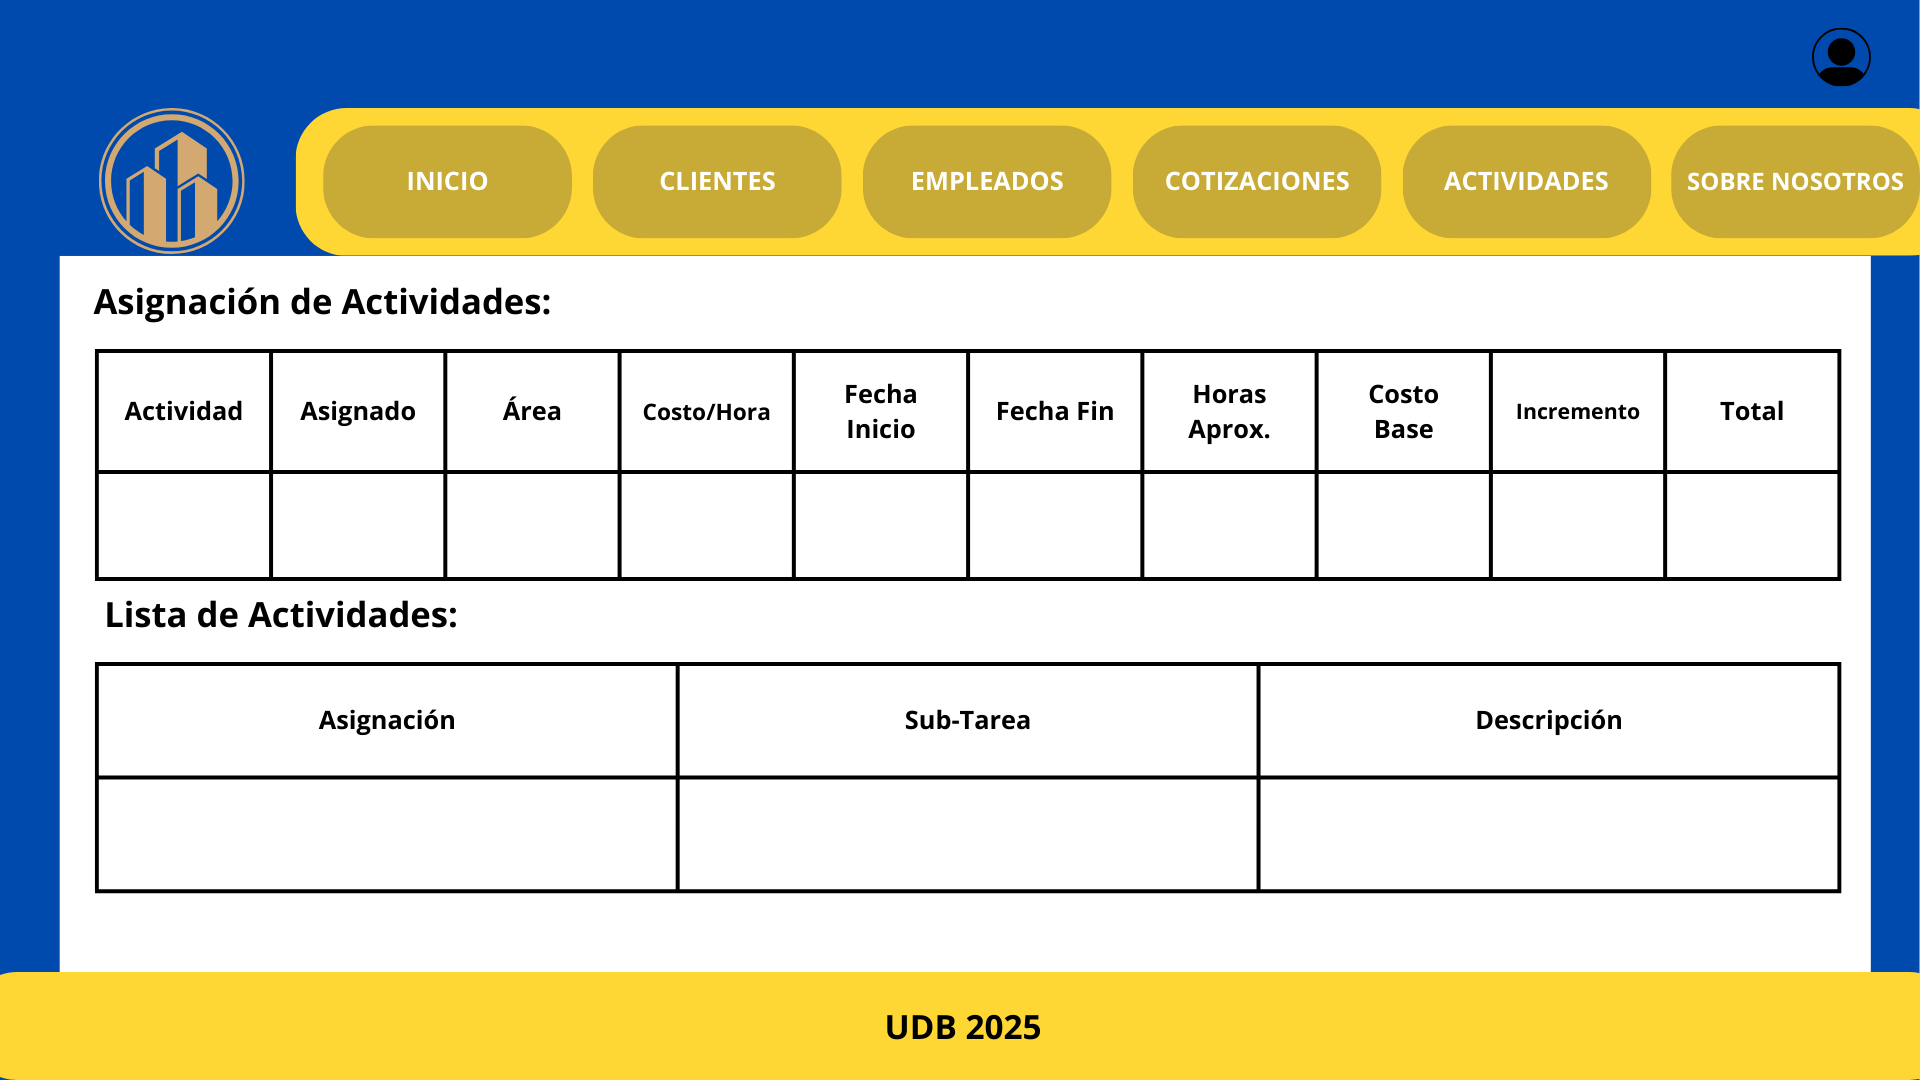 INICIO
CLIENTES
EMPLEADOS
COTIZACIONES
ACTIVIDADES
SOBRE NOSOTROS
Asignación de Actividades:
Actividad
Asignado
Área
Costo/Hora
Fecha
Inicio
Fecha Fin
Horas
Aprox.
Costo
Base
Incremento
Total
Lista de Actividades:
Asignación
Sub-Tarea
Descripción
UDB 2025